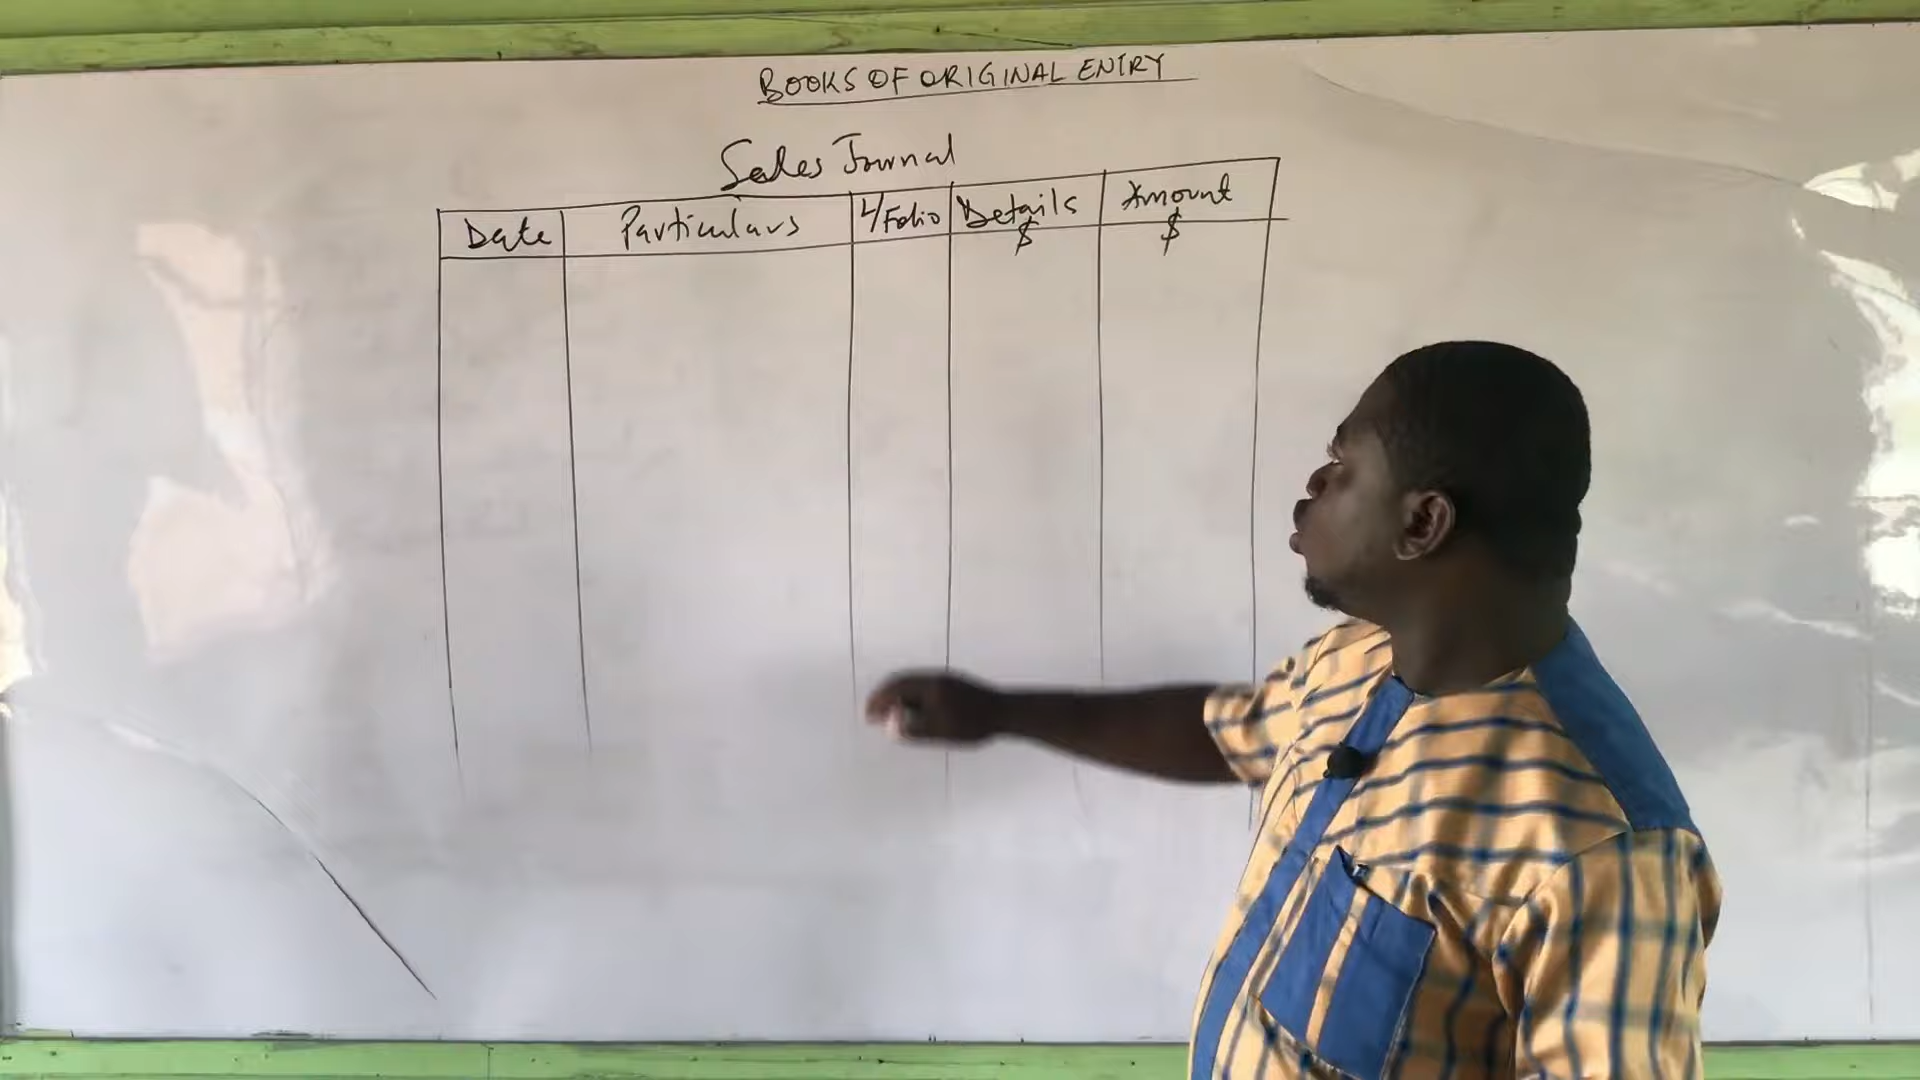 BOOKS OF ORIGINAL ENTRY
Sales Journal
Date Particulars L/Folio Details Amount
$ $